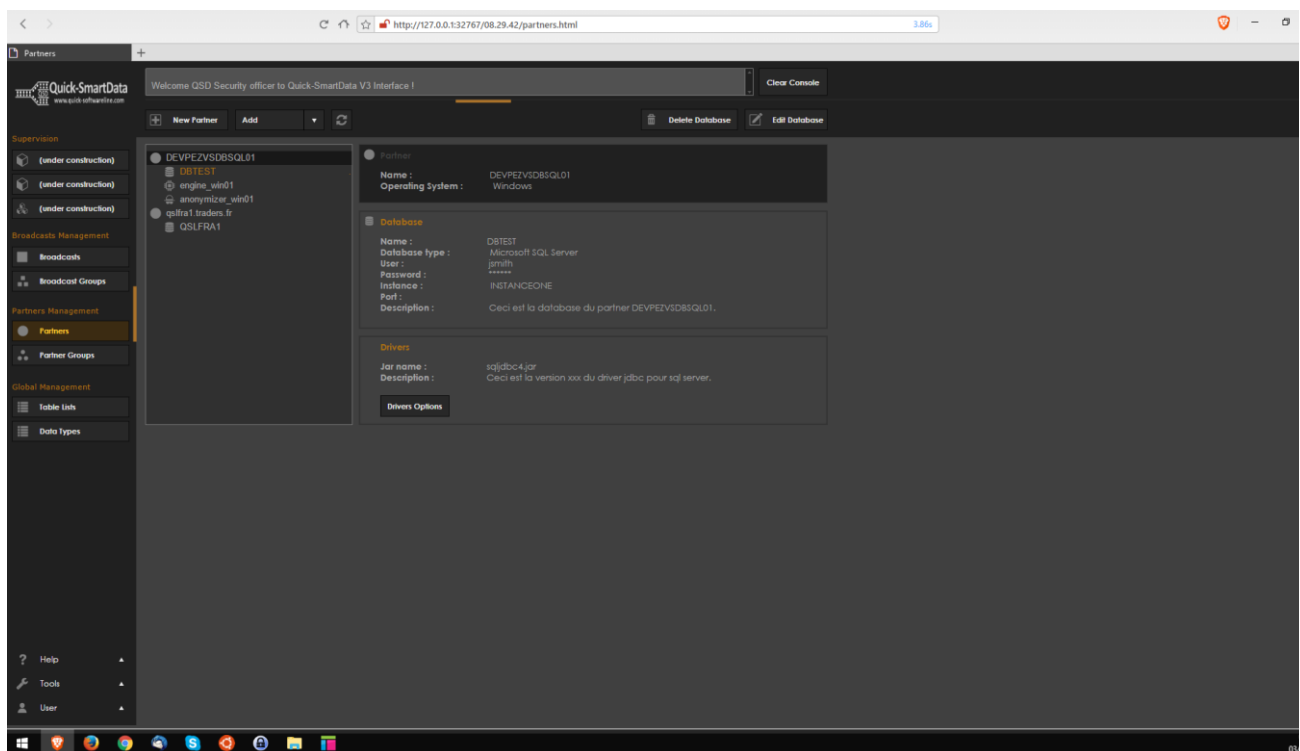 http://127.0.0.1:32767/08.29.42/partners.html
3.86s
Partners
Quick-SmartData
www.quick-softwareline.com
Welcome QSD Security officer to Quick-SmartData V3 Interface !
Clear Console
New Partner
Add
Delete Database
Edit Database
Supervision
(under construction)
(under construction)
(under construction)
Broadcasts Management
Broadcasts
Broadcast Groups
Partners Management
Partners
Partner Groups
Global Management
Table Lists
Data Types
Help
Tools
User
DEVPEZVSDBSQL01
DBTEST
engine_win01
anonymizer_win01
qslfra1.traders.fr
QSLFRA1
Partner
Name : DEVPEZVSDBSQL01
Operating System : Windows
Database
Name : DBTEST
Database type : Microsoft SQL Server
User : jsmith
Password : ******
Instance : INSTANCEONE
Port :
Description : Ceci est la database du partner DEVPEZVSDBSQL01.
Drivers
Jar name : sqljdbc4.jar
Description : Ceci est la version xxx du driver jdbc pour sql server.
Drivers Options